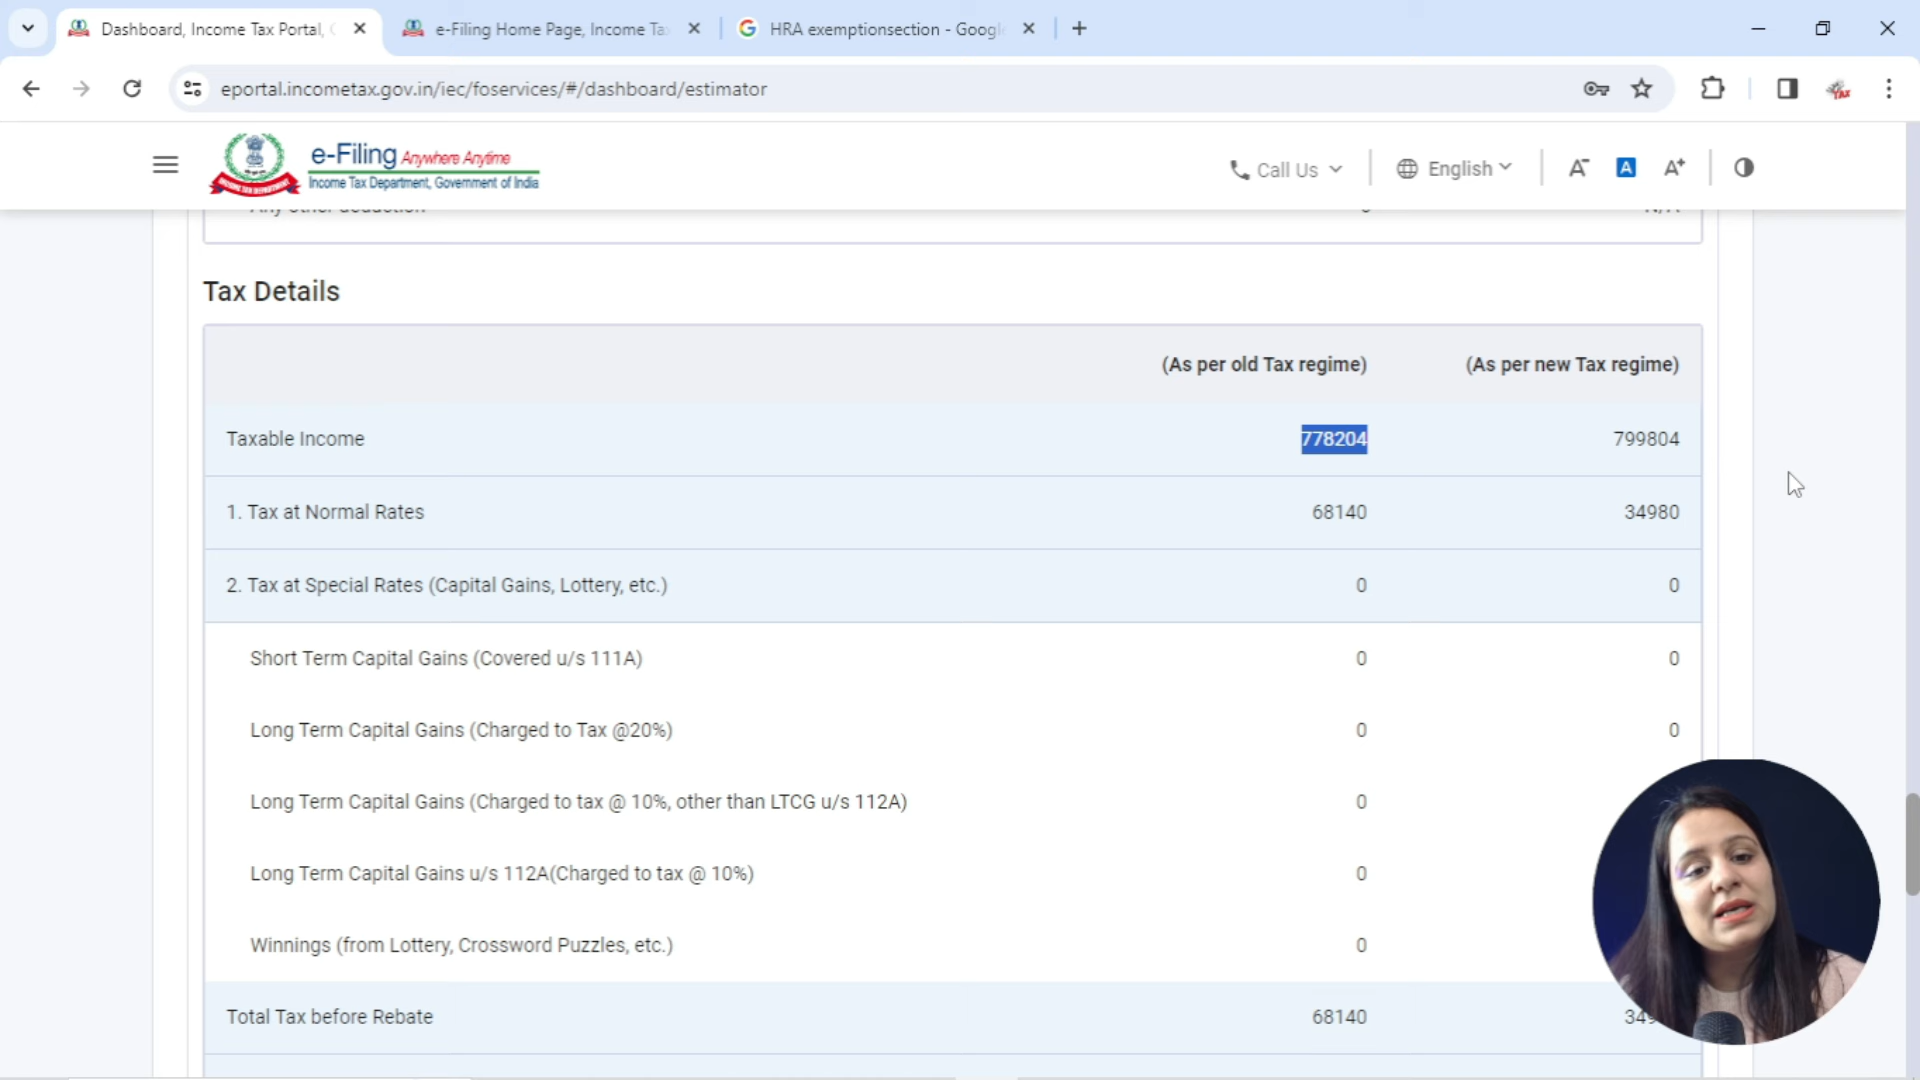 Dashboard, Income Tax Portal,
e-Filing Home Page, Income Ta
HRA exemptionsection - Googl
eportal.incometax.gov.in/iec/foservices/#/dashboard/estimator
TAX
e-Filing Anywhere Anytime
Income Tax Department, Government of India
Call Us
English
A-
A
A+
Any other deduction
Tax Details
(As per old Tax regime) (As per new Tax regime)
Taxable Income 778204 799804
1. Tax at Normal Rates 68140 34980
2. Tax at Special Rates (Capital Gains, Lottery, etc.) 0 0
Short Term Capital Gains (Covered u/s 111A) 0 0
Long Term Capital Gains (Charged to Tax @20%) 0 0
Long Term Capital Gains (Charged to tax @ 10%, other than LTCG u/s 112A) 0
Long Term Capital Gains u/s 112A(Charged to tax @ 10%) 0
Winnings (from Lottery, Crossword Puzzles, etc.) 0
Total Tax before Rebate 68140